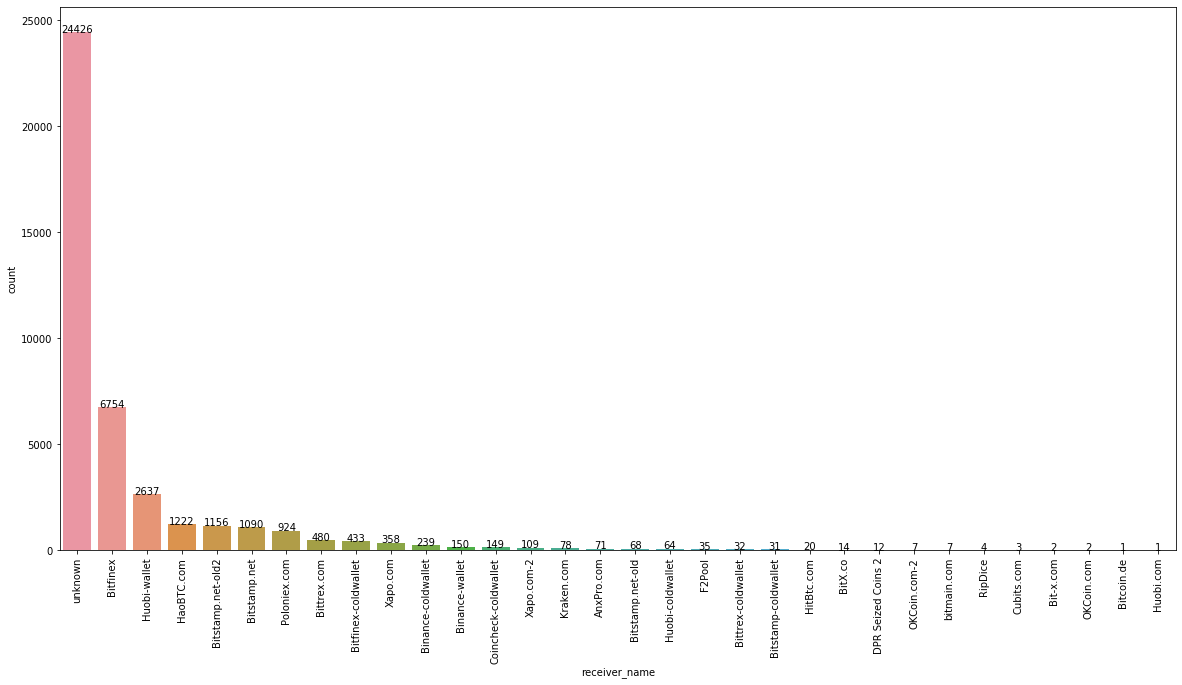 count
25000
20000
15000
10000
5000
0
24426
6754
2637
1222
1156
1090
924
480
433
358
239
150
149
109
78
71
68
64
35
32
31
20
14
12
7
7
4
3
2
2
1
1
unknown
Bitfinex
Huobi-wallet
HaoBTC.com
Bitstamp.net-old2
Bitstamp.net
Poloniex.com
Bittrex.com
Bitfinex-coldwallet
Xapo.com
Binance-coldwallet
Binance-wallet
Coincheck-coldwallet
Xapo.com-2
Kraken.com
AnxPro.com
Bitstamp.net-old
Huobi-coldwallet
F2Pool
Bittrex-coldwallet
Bitstamp-coldwallet
HitBtc.com
BitX.co
DPR Seized Coins 2
OKCoin.com-2
bitmain.com
RipDice
Cubits.com
Bit-x.com
OKCoin.com
Bitcoin.de
Huobi.com
receiver_name